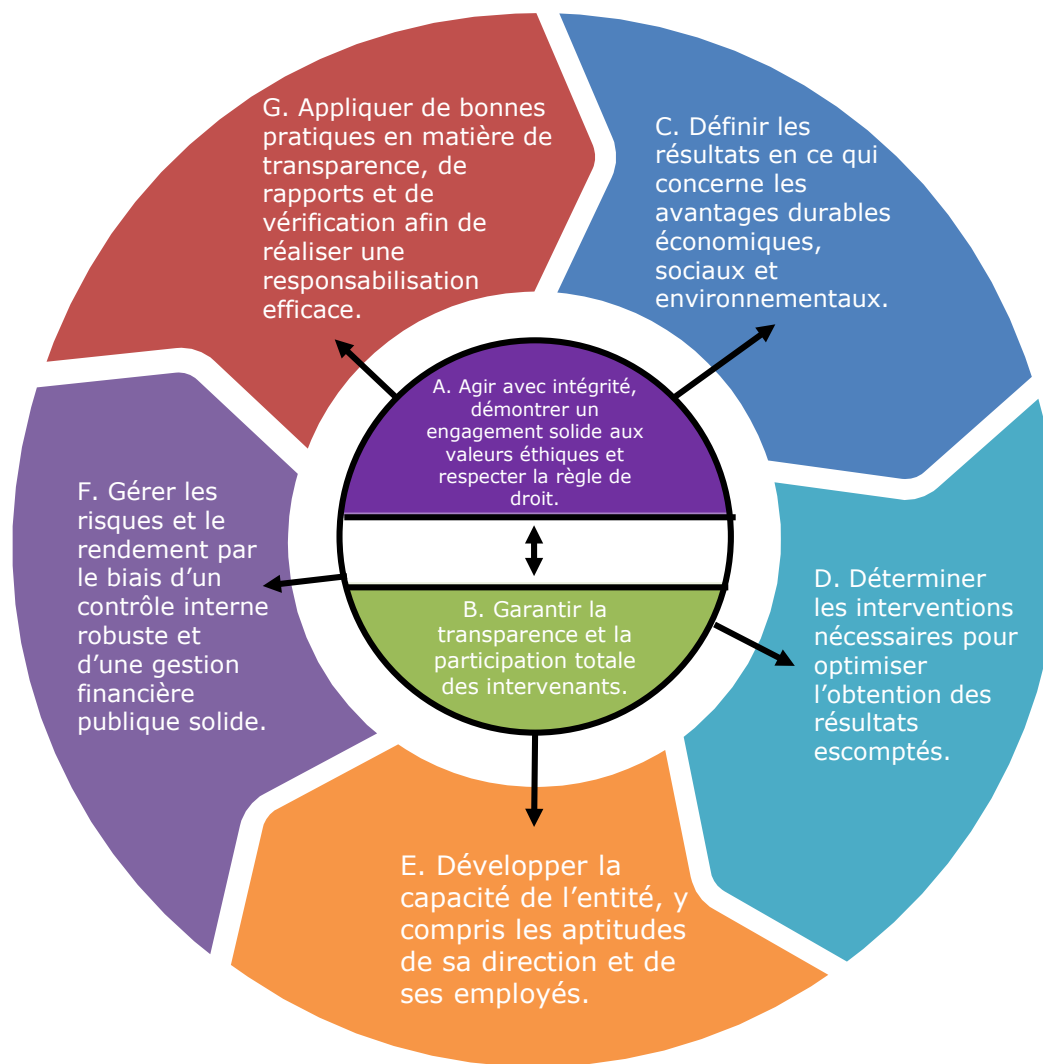 G. Appliquer de bonnes
pratiques en matière de
transparence, de
rapports et de
vérification afin de
réaliser une
responsabilisation
efficace.
C. Définir les
résultats en ce qui
concerne les
avantages durables
économiques,
sociaux et
environnementaux.
A. Agir avec intégrité,
démontrer un
engagement solide aux
valeurs éthiques et
respecter la règle de
droit.
F. Gérer les
risques et le
rendement par
le biais d’un
contrôle interne
robuste et
d’une gestion
financière
publique solide.
B. Garantir la
transparence et la
participation totale
des intervenants.
D. Déterminer
les interventions
nécessaires pour
optimiser
l’obtention des
résultats
escomptés.
E. Développer la
capacité de l’entité, y
compris les aptitudes
de sa direction et de
ses employés.